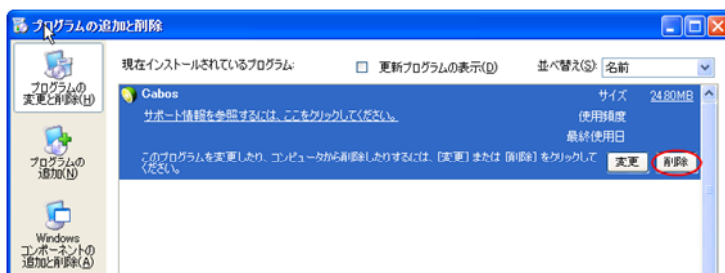 プログラムの追加と削除
プログラムの
変更と削除(H)
プログラムの
追加(N)
Windows
コンポーネントの
追加と削除(A)
現在インストールされているプログラム:
更新プログラムの表示(D)
並べ替え(S):
名前
Cabos
サイズ
24.80MB
サポート情報を参照するには、ここをクリックしてください。
使用頻度
最終使用日
このプログラムを変更したり、コンピュータから削除したりするには、[変更] または [削除] をクリックして
ください。
変更
削除